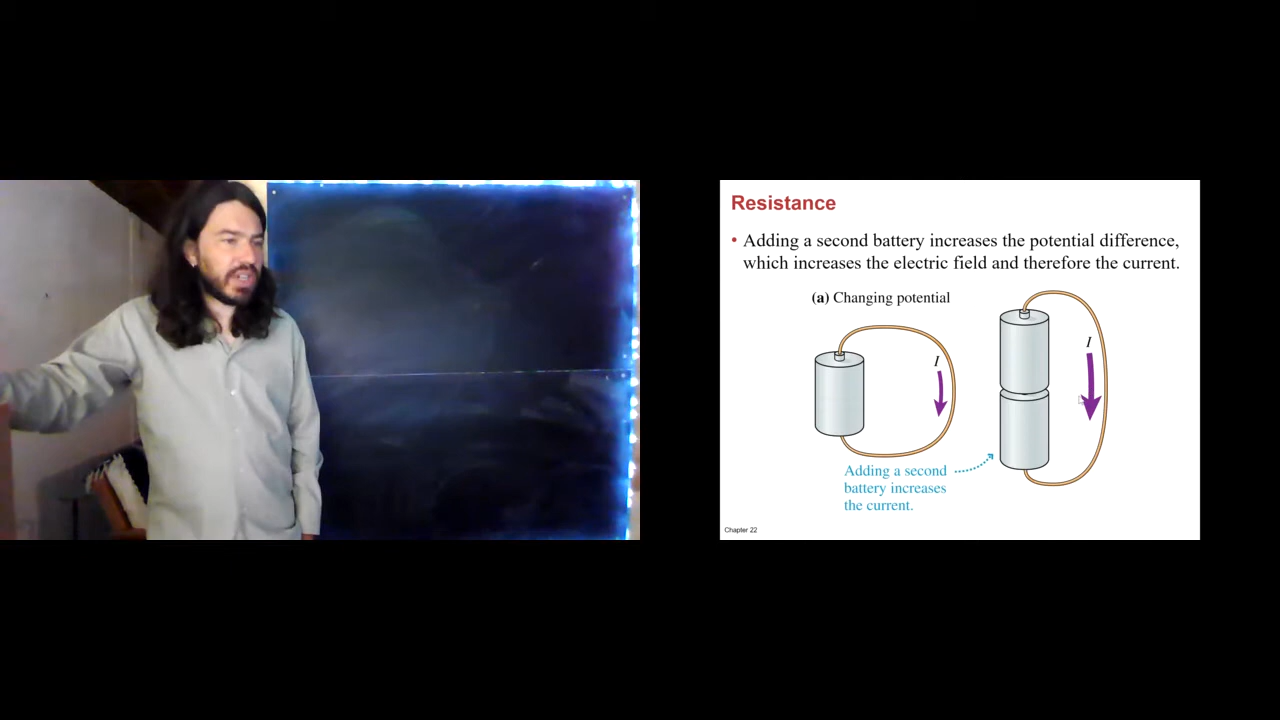 Resistance
• Adding a second battery increases the potential difference,
which increases the electric field and therefore the current.
(a) Changing potential
I
I
Adding a second
battery increases
the current.
Chapter 22